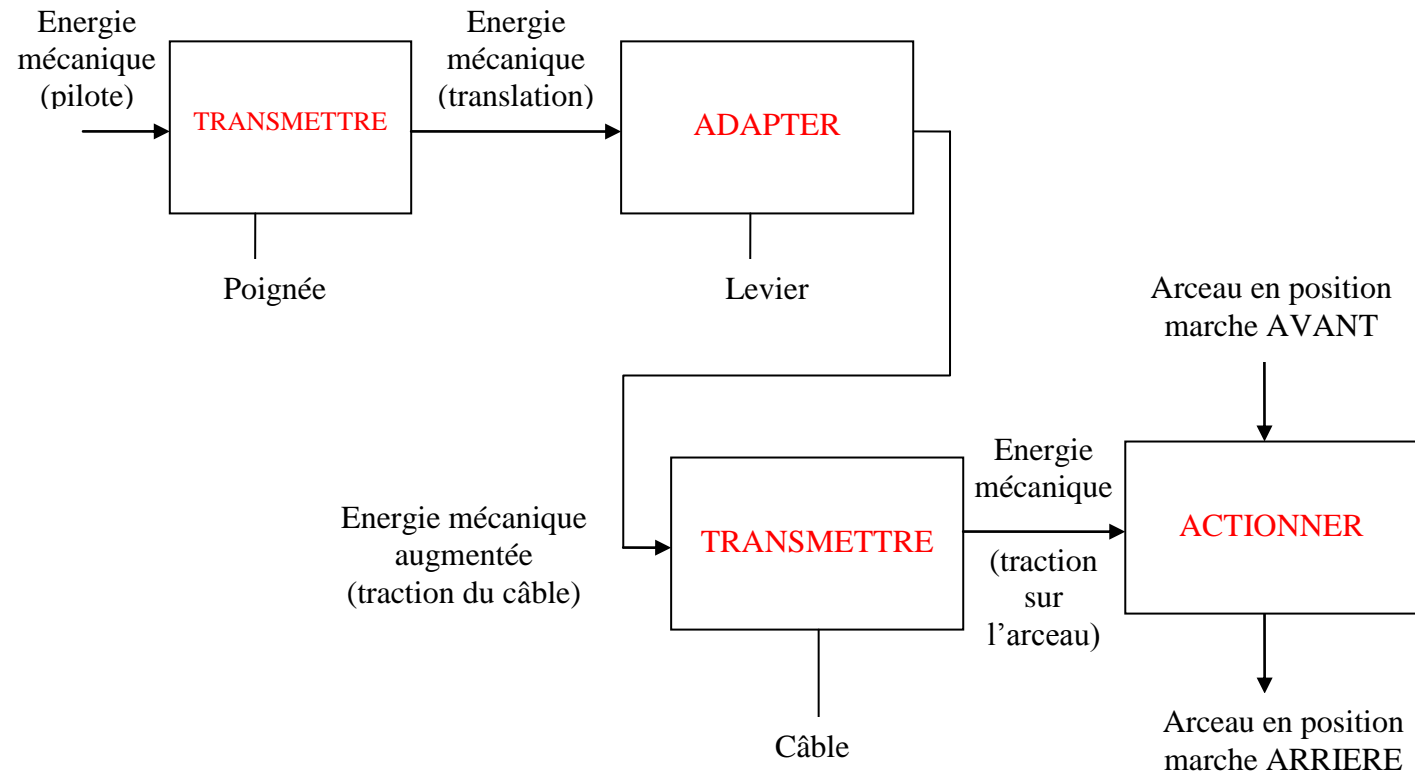 Energie
mécanique
(pilote)
TRANSMETTRE
Poignée
Energie
mécanique
(translation)
ADAPTER
Levier
Energie mécanique
augmentée
(traction du câble)
TRANSMETTRE
Câble
Energie
mécanique
(traction
sur
l’arceau)
Arceau en position
marche AVANT
ACTIONNER
Arceau en position
marche ARRIERE